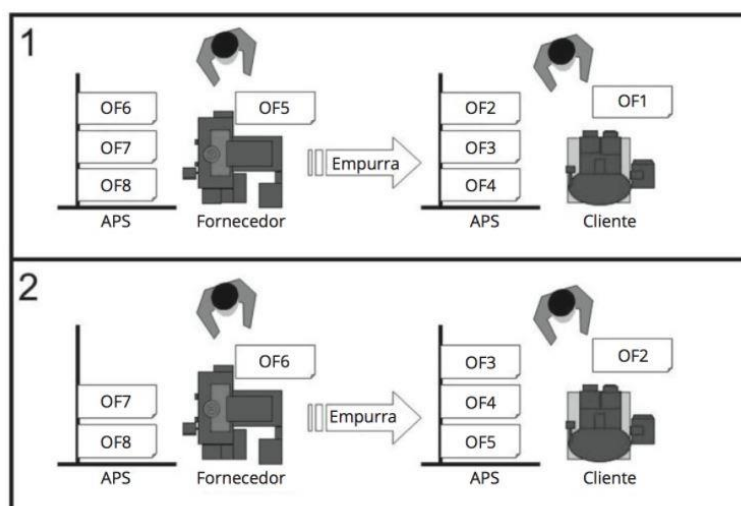 1
OF6
OF5
OF2
OF1
OF7
Empurra
OF3
OF8
OF4
APS
Fornecedor
APS
Cliente
2
OF6
OF3
OF2
OF7
Empurra
OF4
OF8
OF5
APS
Fornecedor
APS
Cliente